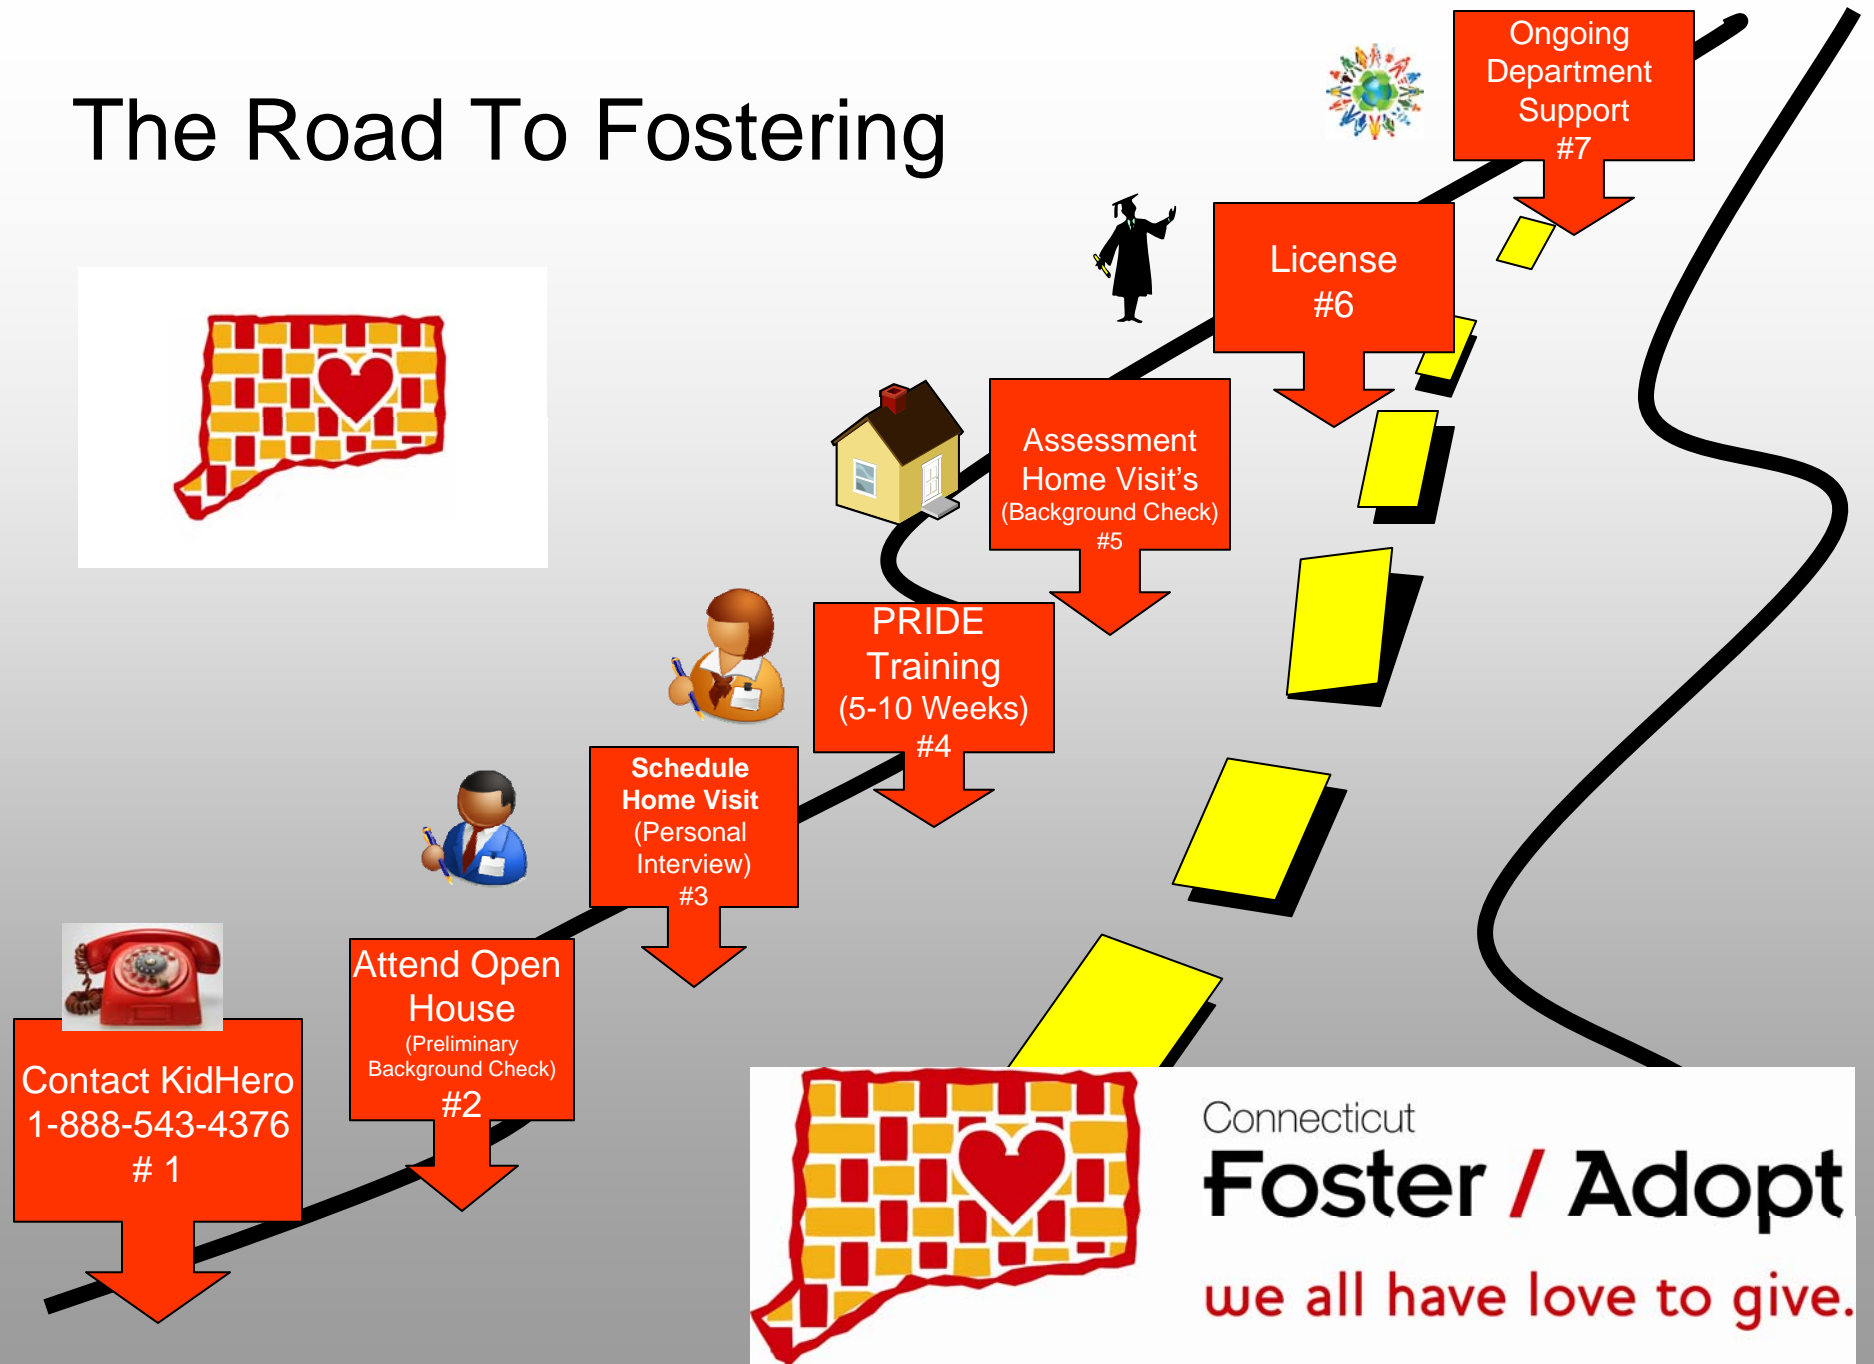 The Road To Fostering
Contact KidHero
1-888-543-4376
# 1
Attend Open
House
(Preliminary
Background Check)
#2
Schedule
Home Visit
(Personal
Interview)
#3
PRIDE
Training
(5-10 Weeks)
#4
Assessment
Home Visit's
(Background Check)
#5
License
#6
Ongoing
Department
Support
#7
Connecticut
Foster / Adopt
we all have love to give.